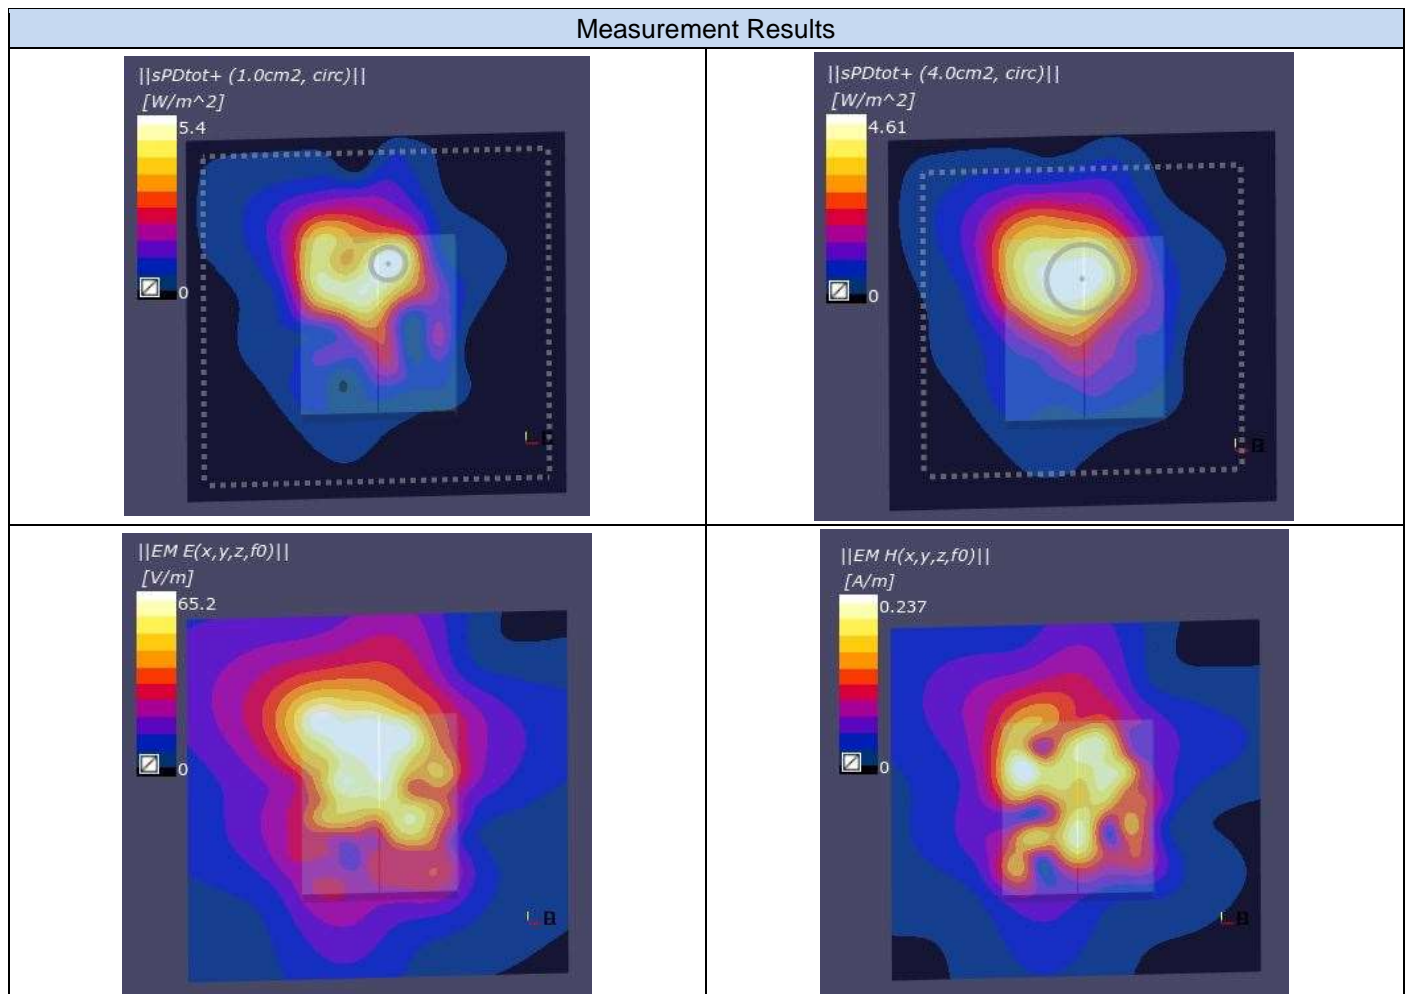 Measurement Results
||sPDtot+ (1.0cm2, circ)||
[W/m^2]
5.4
0
||sPDtot+ (4.0cm2, circ)||
[W/m^2]
4.61
0
||EM E(x,y,z,f0)||
[V/m]
65.2
0
||EM H(x,y,z,f0)||
[A/m]
0.237
0